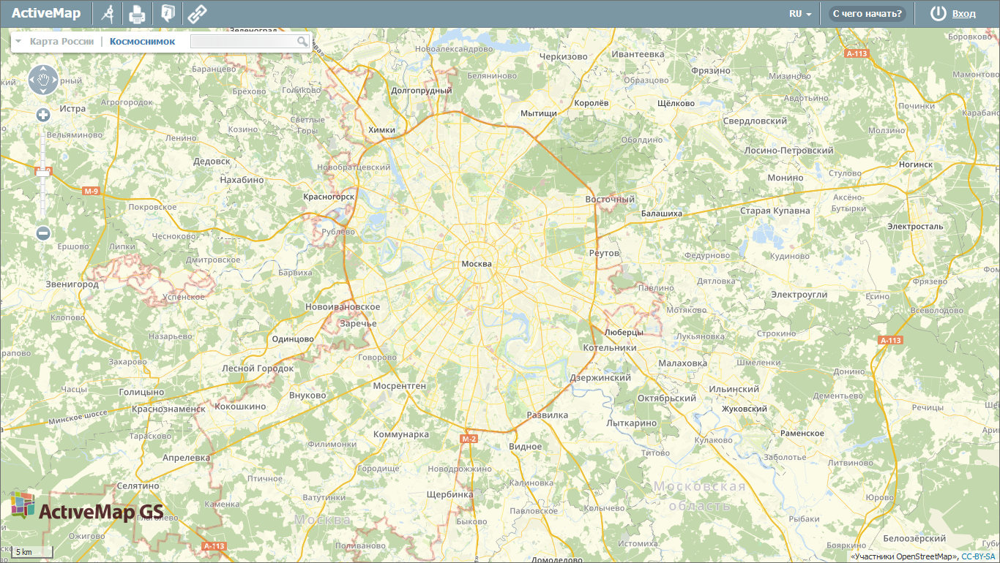 ActiveMap
RU
С чего начать?
Вход
Карта России
Космоснимок
Зеленоград
Новоалександрово
Черкизово
Ивантеевка
Боровково
А-113
Баранцево
Беляниново
Фрязино
Образцово
Мизиново
Мамонтово
Брёхово
Голиково
Долгопрудный
Авдотьино
Агрогородок
Истра
Королёв
Щёлково
Починки
Мытищи
Карабаново
Светлые
Горы
Свердловский
Козино
Химки
Молзино
Вельяминово
Ленино
Оболдино
Лосино-Петровский
Дедовск
Новобратцевский
Ногинск
Нахабино
Монино
Стулово
М-9
Красногорск
Восточный
Аксёно-
Бутырки
Покровское
Балашиха
Старая Купавна
Рублёво
Электросталь
Чесноково
Ершово
Липки
Реутов
Федурново
Кудиново
Дмитровское
Москва
Барвиха
Звенигород
Дятловка
Фрязево
Павлино
Успенское
Электроугли
Есино
Новоивановское
Мотяково
Всеволодово
Клопово
Заречье
Назарьево
Одинцово
Люберцы
Лукьяновка
Строкино
А-113
Котельники
Говорово
Захарово
Малаховка
Шмеленки
Лесной Городок
Донино
Дзержинский
Мосрентген
Часцы
Голицыно
Внуково
Ильинский
Дементьево
Октябрьский
Краснознаменск
Кокошкино
Жуковский
Речицы
Минское шоссе
Развилка
Лыткарино
Тарасково
Коммунарка
Раменское
М-2
Кулаково
Филимонки
Видное
Титово
Апрелевка
Заболотье
Литвиново
Городище
Новодрожжино
Птичное
Калиновка
Селятино
Московская
область
Щербинка
Ватутинки
Юрово
Каменка
Павловское
Колычево
ActiveMap GS
Глаголево
Москва
Быково
Рыбаки
Ожигово
А-113
Поливаново
Истомиха
Бояркино
Белоозёрский
5 km
Домодедово
«Участники OpenStreetMap», CC-BY-SA